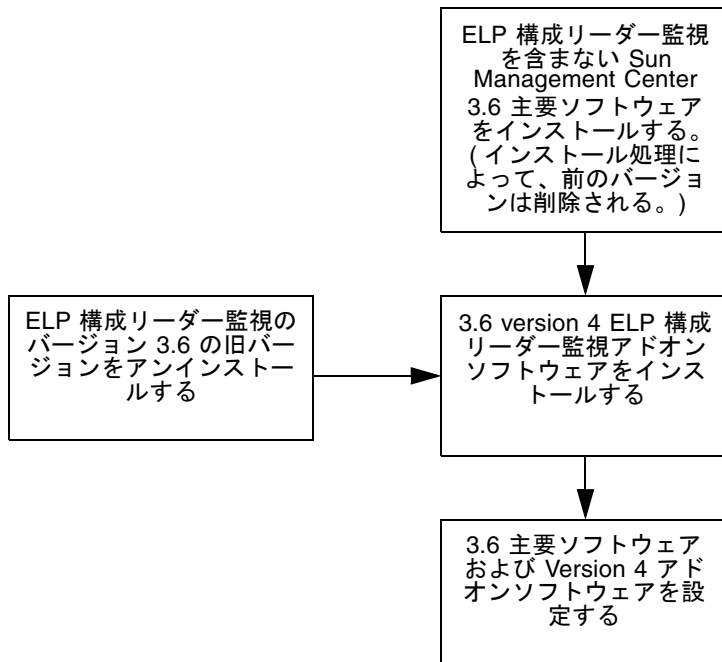 ELP 構成リーダー監視
を含まない Sun
Management Center
3.6 主要ソフトウェア
をインストールする。
( インストール処理に
よって、前のバージョ
ンは削除される。)
ELP 構成リーダー監視の
バージョン 3.6 の旧バー
ジョンをアンインストー
ルする
3.6 version 4 ELP 構成
リーダー監視アドオン
ソフトウェアをインス
トールする
3.6 主要ソフトウェア
および Version 4 アド
オンソフトウェアを設
定する